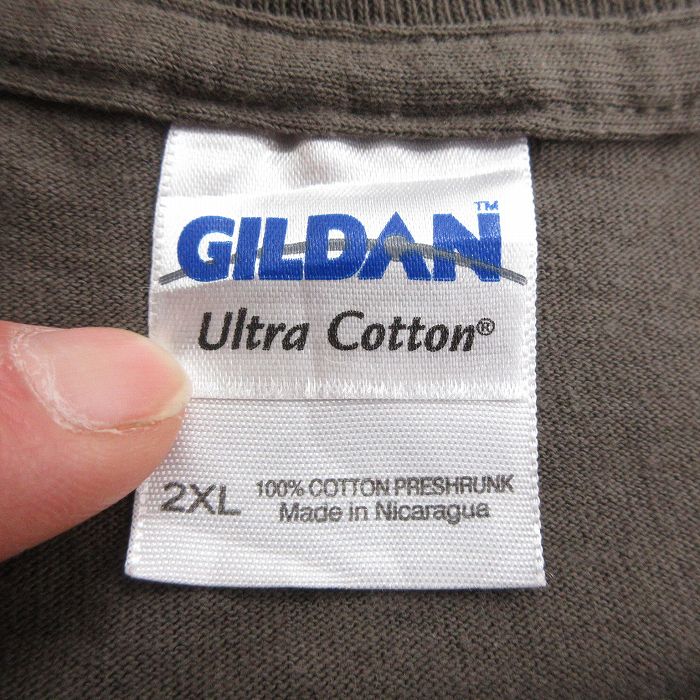 GILDAN™
Ultra Cotton®
2XL 100% COTTON PRESHRUNK
Made in Nicaragua